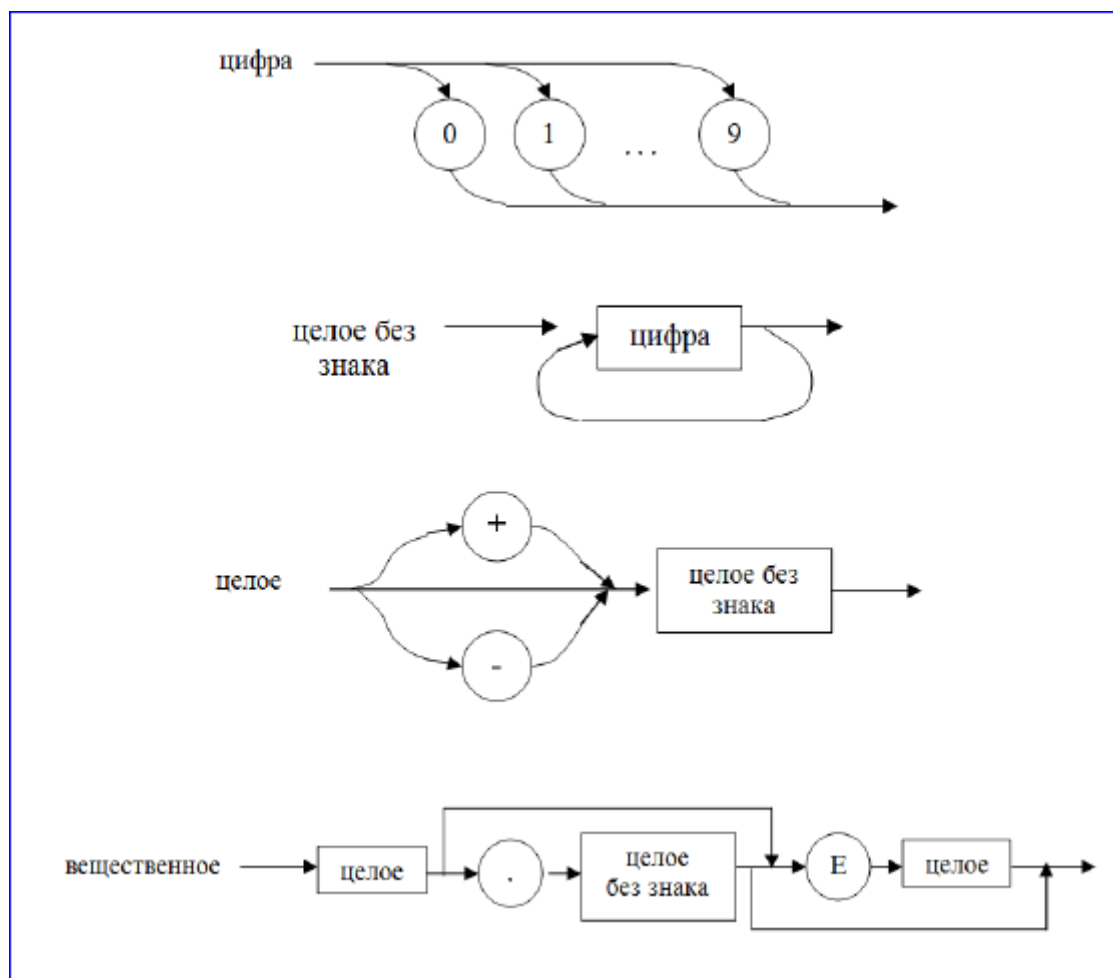 цифра
0 1 ... 9
целое без
знака
цифра
+
целое
целое без
знака
-
вещественное
целое
.
целое
без знака
E
целое